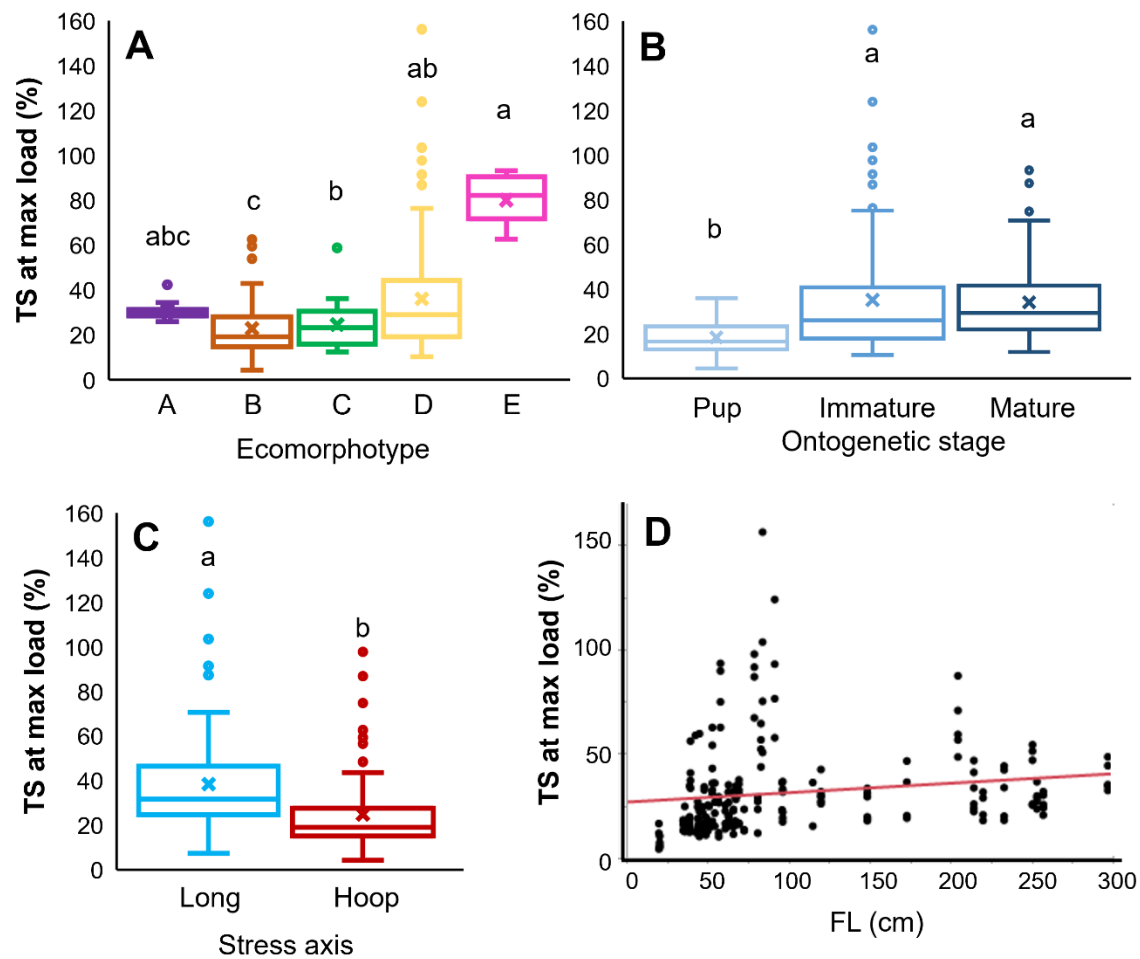 A
TS at max load (%)
160
140
120
100
80
60
40
20
0
abc
c
b
ab
a
A B C D E
Ecomorphotype
B
160
140
120
100
80
60
40
20
0
b
a
a
Pup Immature Mature
Ontogenetic stage
C
TS at max load (%)
160
140
120
100
80
60
40
20
0
a
b
Long Hoop
Stress axis
D
TS at max load (%)
150
100
50
0
0 50 100 150 200 250 300
FL (cm)